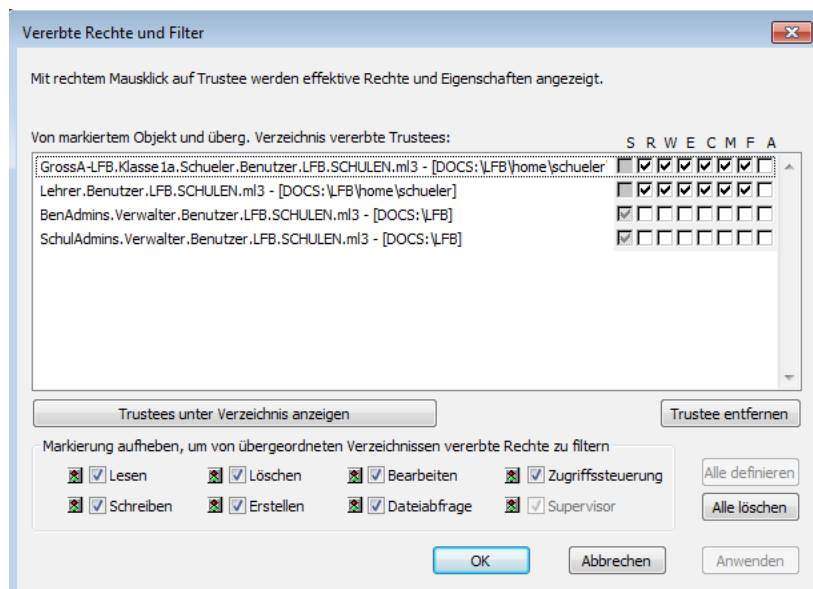 Vererbte Rechte und Filter
Mit rechtem Mausklick auf Trustee werden effektive Rechte und Eigenschaften angezeigt.
Von markiertem Objekt und überg. Verzeichnis vererbte Trustees: S R W E C M F A
GrossA-LFB.Klasse1a.Schueler.Benutzer.LFB.SCHULEN.ml3 - [DOCS:\LFB\home\schueler
Lehrer.Benutzer.LFB.SCHULEN.ml3 - [DOCS:\LFB\home\schueler]
BenAdmins.Verwalter.Benutzer.LFB.SCHULEN.ml3 - [DOCS:\LFB]
SchulAdmins.Verwalter.Benutzer.LFB.SCHULEN.ml3 - [DOCS:\LFB]
Trustees unter Verzeichnis anzeigen Trustee entfernen
Markierung aufheben, um von übergeordneten Verzeichnissen vererbte Rechte zu filtern
Lesen Löschen Bearbeiten Zugriffssteuerung Alle definieren
Schreiben Erstellen Dateiabfrage Supervisor Alle löschen
OK Abbrechen Anwenden